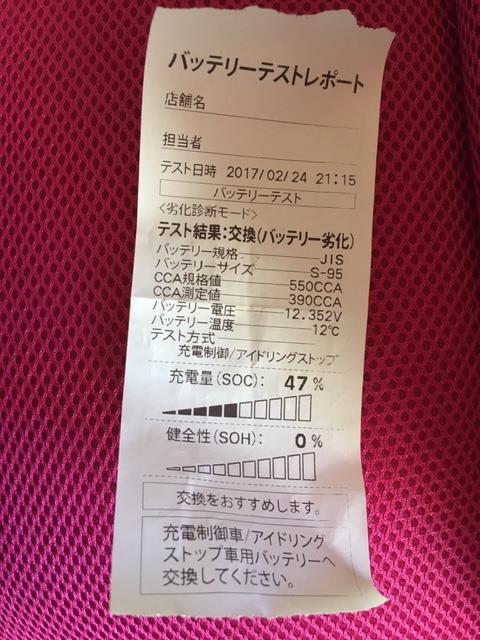 バッテリーテストレポート
店舗名
担当者
テスト日時 2017/02/24 21:15
バッテリーテスト
<劣化診断モード>
テスト結果:交換(バッテリー劣化)
バッテリー規格 JIS
バッテリーサイズ S-95
CCA規格値 550CCA
CCA測定値 390CCA
バッテリー電圧 12.352V
バッテリー温度 12℃
テスト方式
充電制御/アイドリングストップ
充電量(SOC): 47%
健全性(SOH): 0%
交換をおすすめします。
充電制御車/アイドリング
ストップ車用バッテリーへ
交換してください。